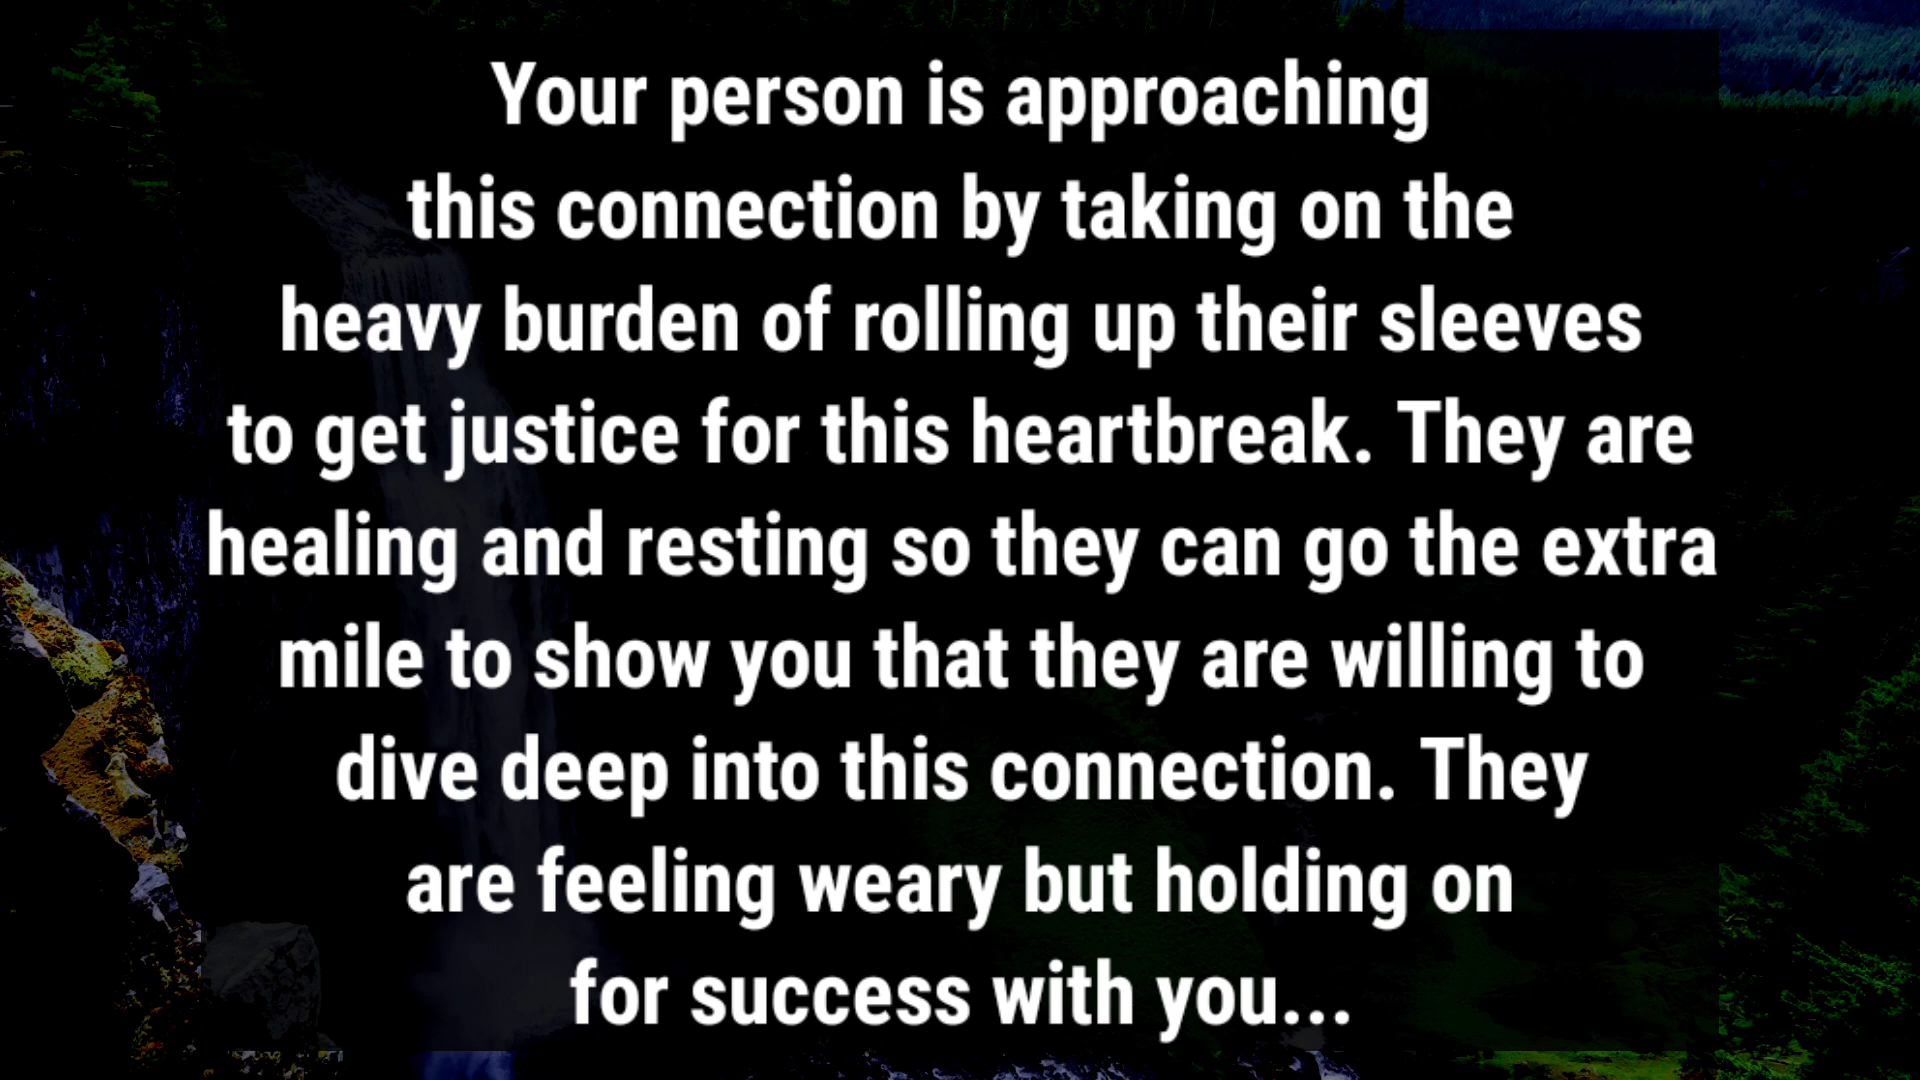 Your person is approaching
this connection by taking on the
heavy burden of rolling up their sleeves
to get justice for this heartbreak. They are
healing and resting so they can go the extra
mile to show you that they are willing to
dive deep into this connection. They
are feeling weary but holding on
for success with you...